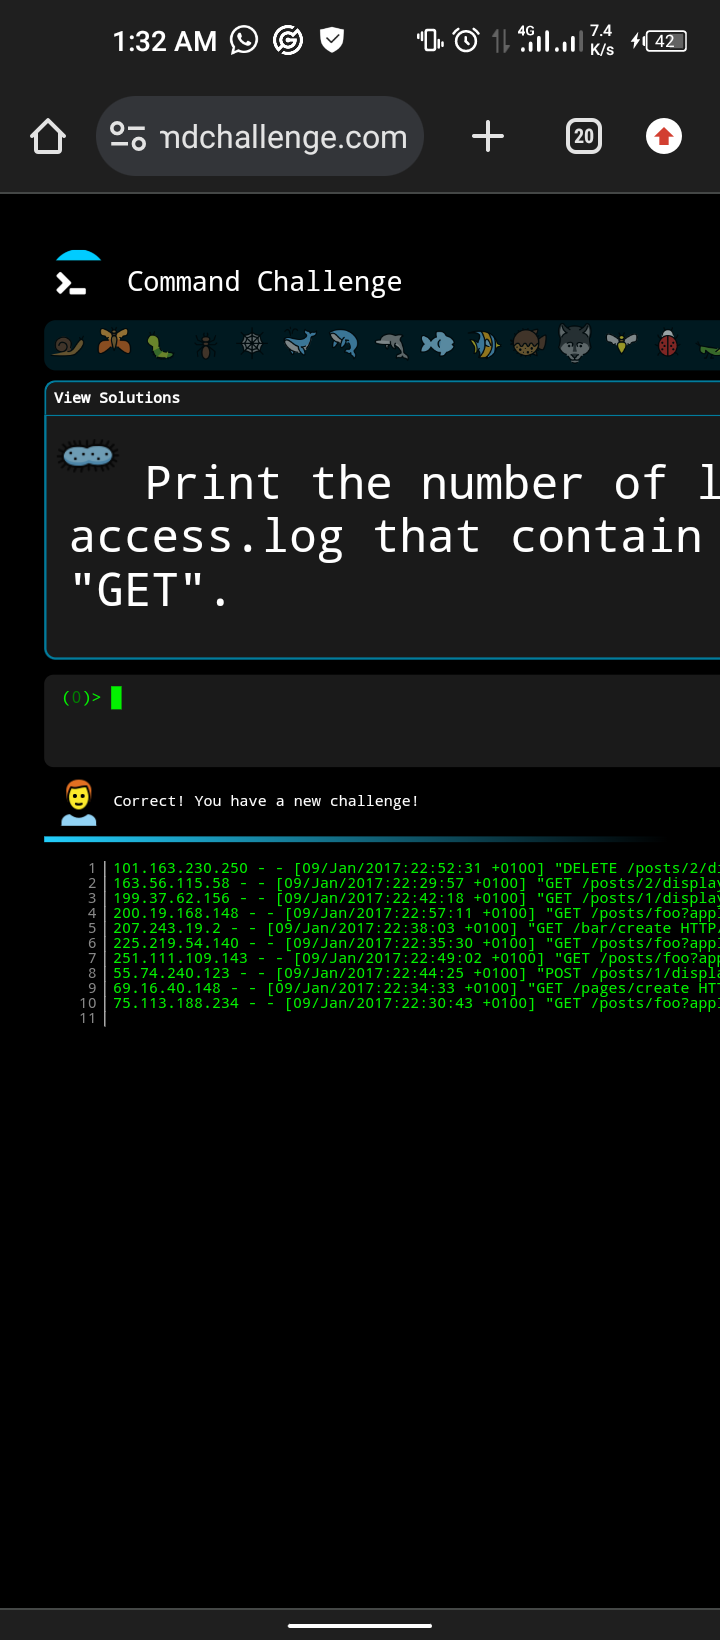 1:32 AM
4G
7.4
K/s
42
mdchallenge.com
20
Command Challenge
View Solutions
Print the number of l
access.log that contain
"GET".
(0)>
Correct! You have a new challenge!
1 101.163.230.250 - - [09/Jan/2017:22:52:31 +0100] "DELETE /posts/2/di
2 163.56.115.58 - - [09/Jan/2017:22:29:57 +0100] "GET /posts/2/display
3 199.37.62.156 - - [09/Jan/2017:22:42:18 +0100] "GET /posts/1/display
4 200.19.168.148 - - [09/Jan/2017:22:57:11 +0100] "GET /posts/foo?appl
5 207.243.19.2 - - [09/Jan/2017:22:38:03 +0100] "GET /bar/create HTTP/
6 225.219.54.140 - - [09/Jan/2017:22:35:30 +0100] "GET /posts/foo?appl
7 251.111.109.143 - - [09/Jan/2017:22:49:02 +0100] "GET /posts/foo?app
8 55.74.240.123 - - [09/Jan/2017:22:44:25 +0100] "POST /posts/1/displa
9 69.16.40.148 - - [09/Jan/2017:22:34:33 +0100] "GET /pages/create HTT
10 75.113.188.234 - - [09/Jan/2017:22:30:43 +0100] "GET /posts/foo?appl
11